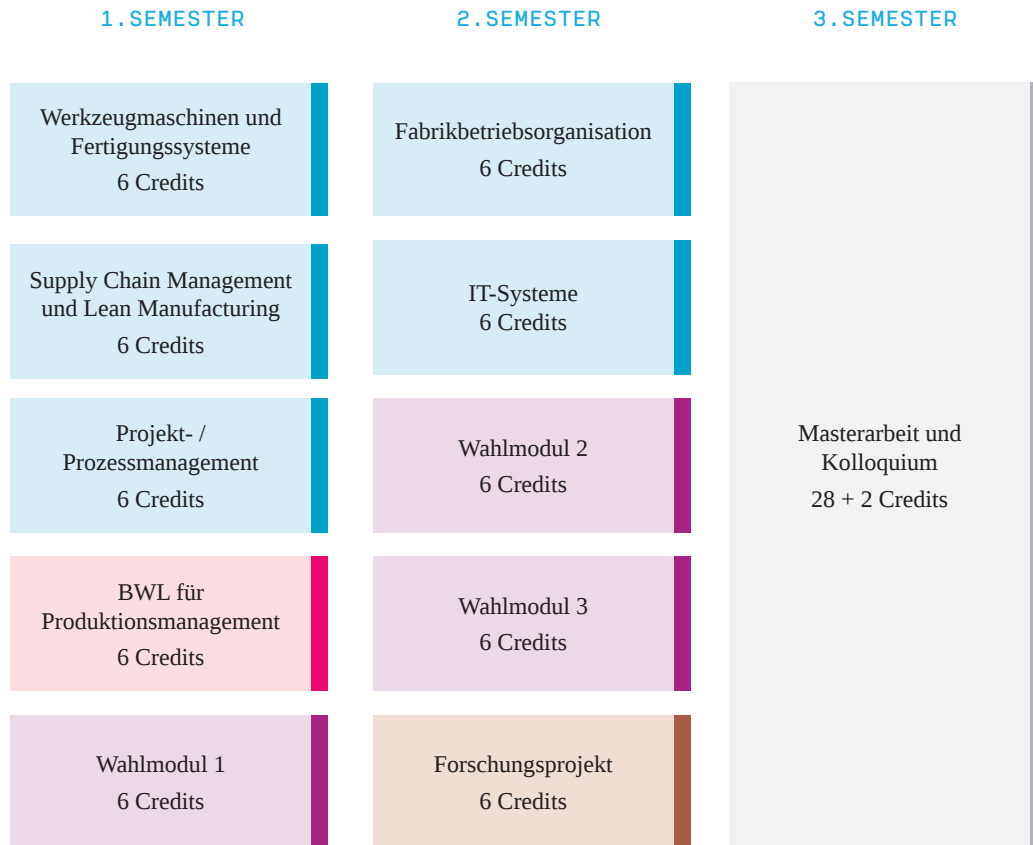 1.SEMESTER
2.SEMESTER
3.SEMESTER
Werkzeugmaschinen und
Fertigungssysteme
6 Credits
Supply Chain Management
und Lean Manufacturing
6 Credits
Projekt- /
Prozessmanagement
6 Credits
BWL für
Produktionsmanagement
6 Credits
Wahlmodul 1
6 Credits
Fabrikbetriebsorganisation
6 Credits
IT-Systeme
6 Credits
Wahlmodul 2
6 Credits
Wahlmodul 3
6 Credits
Forschungsprojekt
6 Credits
Masterarbeit und
Kolloquium
28 + 2 Credits